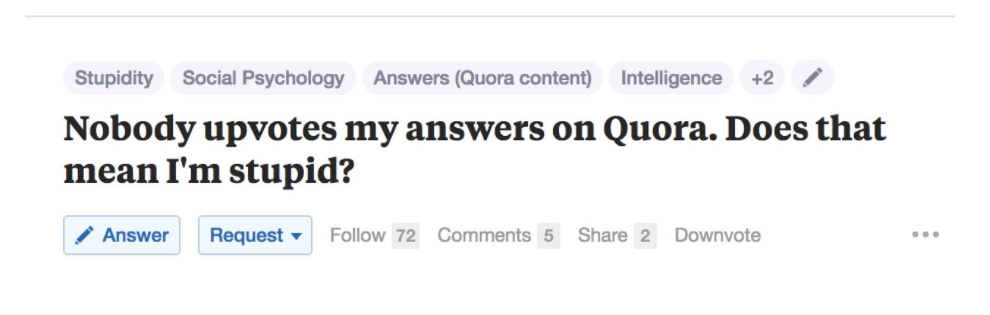 Stupidity Social Psychology Answers (Quora content) Intelligence +2
Nobody upvotes my answers on Quora. Does that
mean I'm stupid?
Answer Request Follow 72 Comments 5 Share 2 Downvote